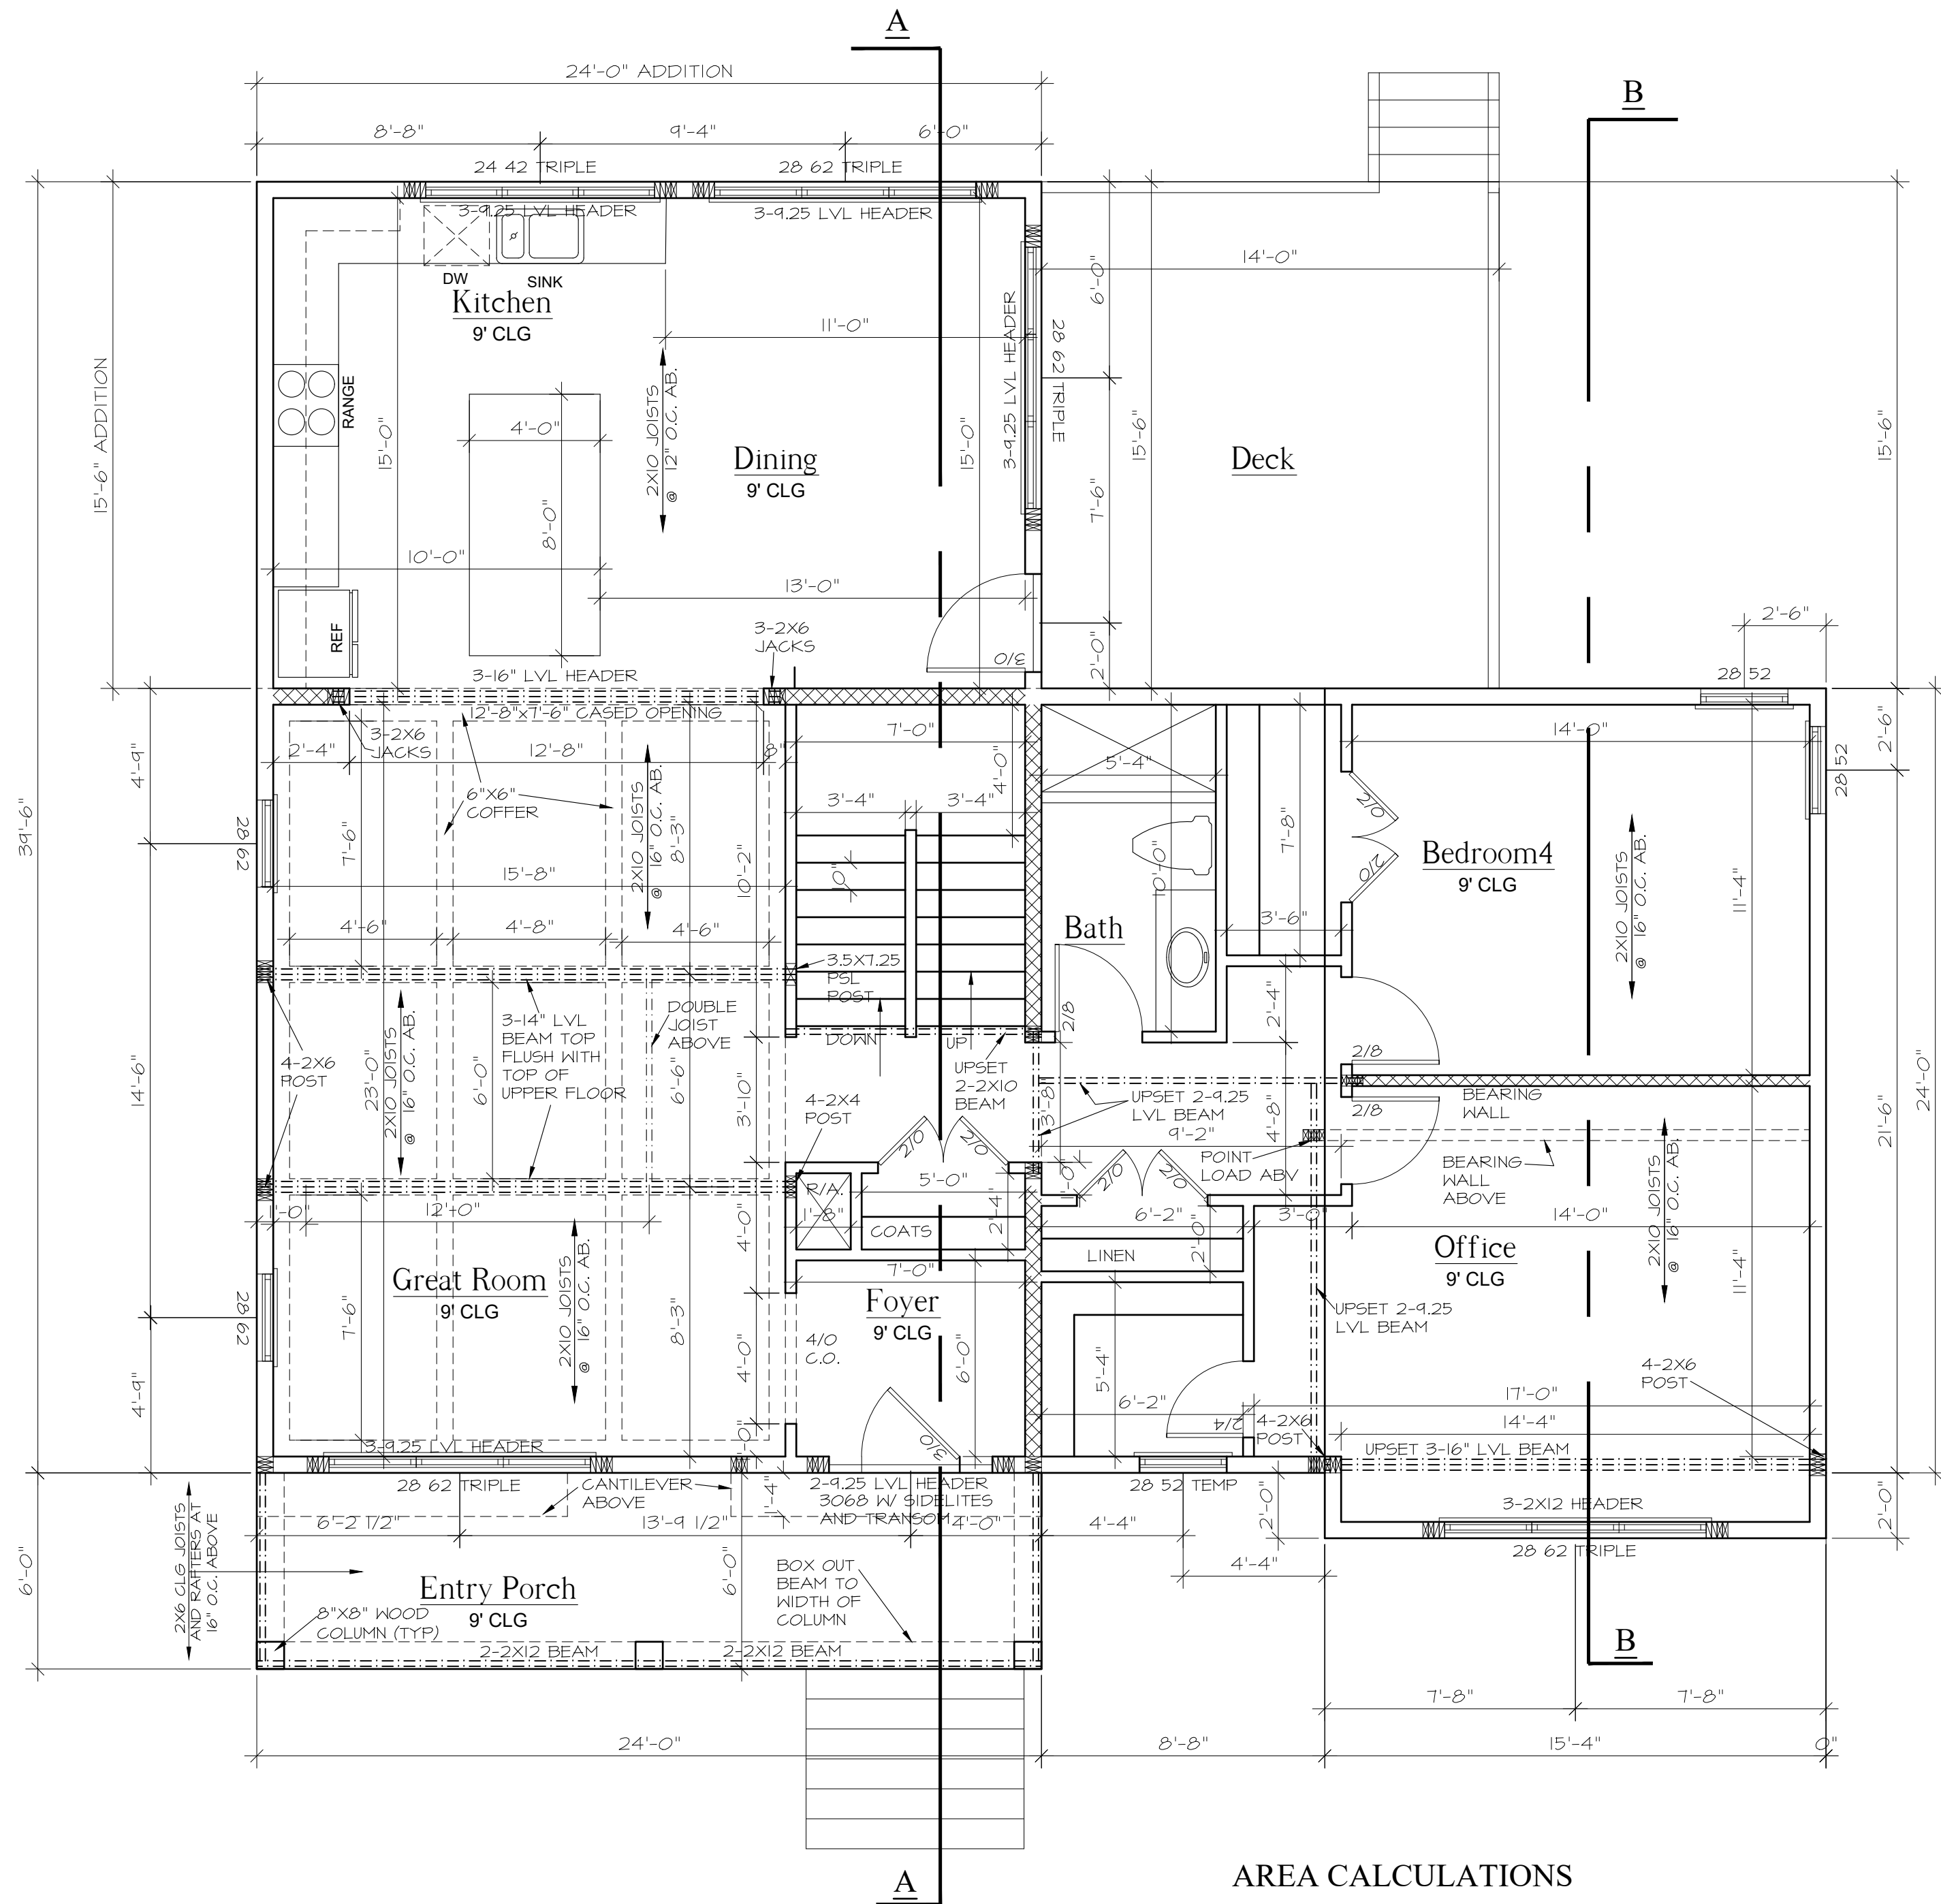 A
24'-0" ADDITION
B
8'-8"
9'-4"
6'-0"
24 42 TRIPLE
28 62 TRIPLE
3-9.25 LVL HEADER
3-9.25 LVL HEADER
DW
SINK
Kitchen
9' CLG
11'-0"
14'-0"
6'-0"
3-9.25 LVL HEADER
28 62 TRIPLE
15'-6" ADDITION
RANGE
15'-0"
4'-0"
8'-0"
2X10 JOISTS
@ 12" O.C. AB.
Dining
9' CLG
15'-0"
7'-6"
15'-6"
Deck
15'-6"
10'-0"
13'-0"
REF
3-2X6
JACKS
3/0
2'-0"
2'-6"
28 52
3-16" LVL HEADER
12'-8"x7'-6" CASED OPENING
3-2X6
JACKS
2'-4"
12'-8"
8"
7'-0"
4'-0"
5'-4"
14'-0"
2'-6"
28 52
39'-6"
4'-9"
28 62
6"X6"
COFFER
7'-6"
2X10 JOISTS
@ 16" O.C. AB.
8'-3"
10'-2"
15'-8"
3'-4"
3'-4"
10"
10'-0"
7'-8"
2/0
2/0
Bedroom4
9' CLG
2X10 JOISTS
@ 16" O.C. AB.
11'-4"
4'-6"
4'-8"
4'-6"
Bath
3'-6"
3.5X7.25
PSL
POST
14'-6"
4-2X6
POST
23'-0"
2X10 JOISTS
@ 16" O.C. AB.
6'-0"
3-14" LVL
BEAM TOP
FLUSH WITH
TOP OF
UPPER FLOOR
DOUBLE
JOIST
ABOVE
6'-6"
3'-10"
DOWN
UP
UPSET
2-2X10
BEAM
2/8
2'-4"
2/8
2/8
BEARING
WALL
24'-0"
21'-6"
4-2X4
POST
3'-8"
UPSET 2-9.25
LVL BEAM
9'-2"
4'-8"
POINT
LOAD ABV
BEARING
WALL
ABOVE
2X10 JOISTS
@ 16" O.C. AB.
2/0
2/0
2/0
2/0
1'-0"
R/A.
5'-0"
1'-8"
COATS
2'-4"
1'-0"
12'-0"
4'-0"
6'-2"
2'-0"
3'-0"
14'-0"
LINEN
Office
9' CLG
11'-4"
Great Room
9' CLG
7'-6"
28 62
2X10 JOISTS
@ 16" O.C. AB.
8'-3"
7'-0"
Foyer
9' CLG
4/0
C.O.
4'-0"
6'-0"
5'-4"
6'-2"
2/4
UPSET 2-9.25
LVL BEAM
4-2X6
POST
4-2X6
POST
17'-0"
14'-4"
4'-9"
3-9.25 LVL HEADER
1'-0"
3/0
UPSET 3-16" LVL BEAM
28 62 TRIPLE
CANTILEVER
ABOVE
1'-4"
2-9.25 LVL HEADER
3068 W/ SIDELITES
AND TRANSOM
28 52 TEMP
3-2X12 HEADER
2'-0"
2'-0"
6'-2 1/2"
13'-9 1/2"
4'-0"
4'-4"
28 62 TRIPLE
4'-4"
6'-0"
2X6 CLG JOISTS
AND RAFTERS AT
16" O.C. ABOVE
Entry Porch
9' CLG
6'-0"
BOX OUT
BEAM TO
WIDTH OF
COLUMN
8"X8" WOOD
COLUMN (TYP)
2-2X12 BEAM
2-2X12 BEAM
B
7'-8"
7'-8"
24'-0"
8'-8"
15'-4"
0"
A
AREA CALCULATIONS